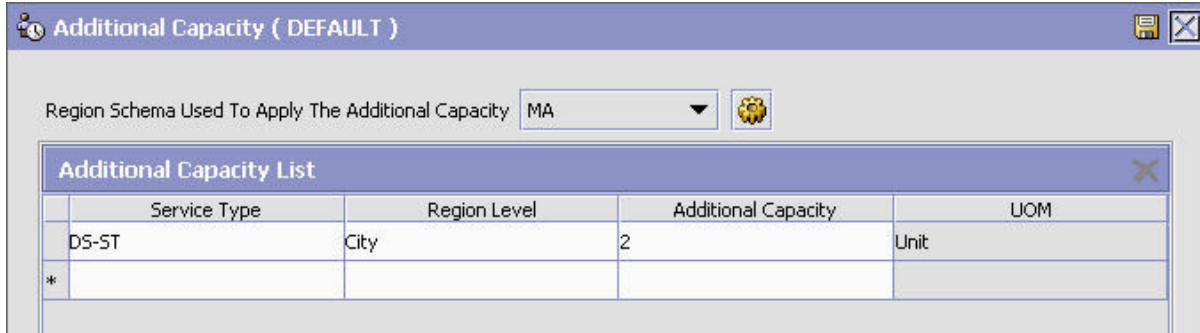 Additional Capacity ( DEFAULT )
Region Schema Used To Apply The Additional Capacity MA
Additional Capacity List
Service Type Region Level Additional Capacity UOM
DS-ST City 2 Unit
*